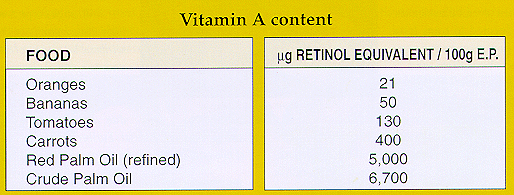 Vitamin A content
FOOD µg RETINOL EQUIVALENT / 100g E.P.
Oranges 21
Bananas 50
Tomatoes 130
Carrots 400
Red Palm Oil (refined) 5,000
Crude Palm Oil 6,700